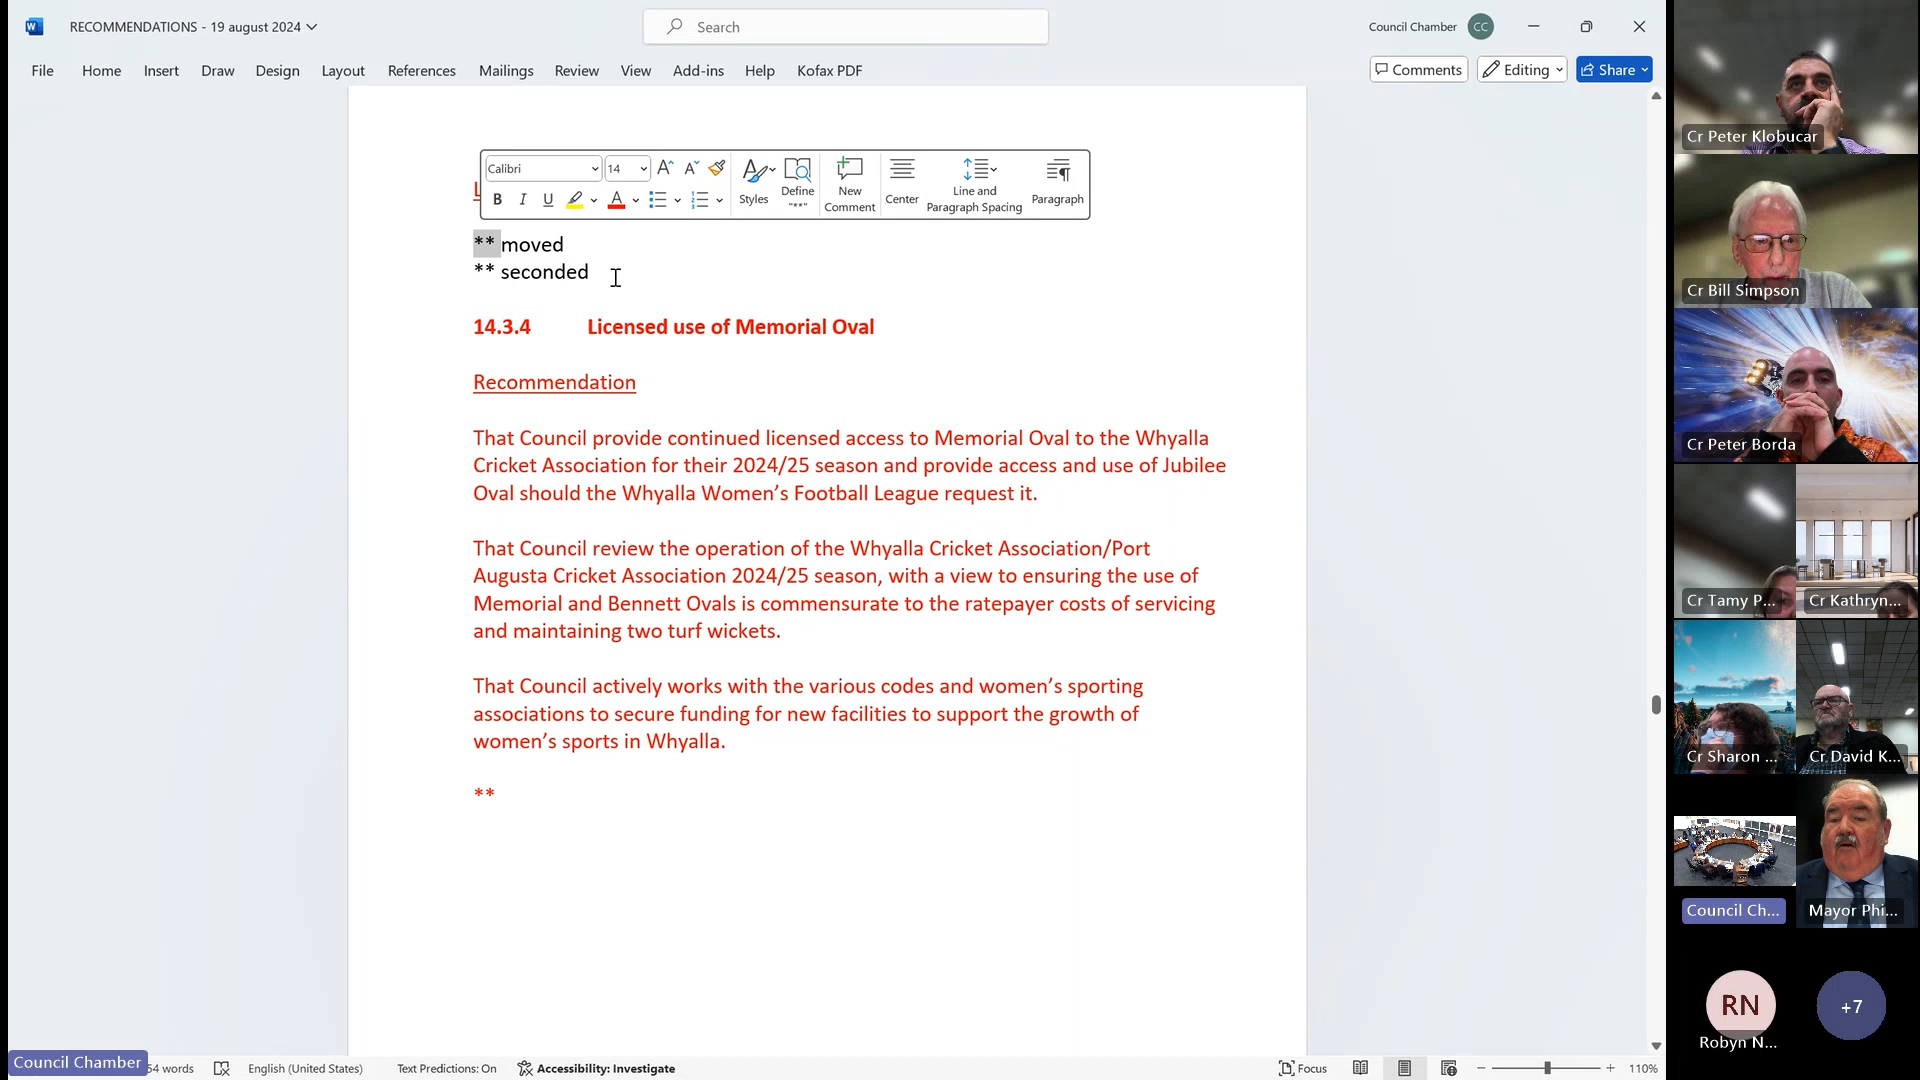 RECOMMENDATIONS - 19 august 2024
Search
Council Chamber
CC
File
Home
Insert
Draw
Design
Layout
References
Mailings
Review
View
Add-ins
Help
Kofax PDF
Comments
Editing
Share
Calibri
14
Styles
Define
"**"
New
Comment
Center
Line and
Paragraph Spacing
Paragraph
B I U
** moved
** seconded
14.3.4 Licensed use of Memorial Oval
Recommendation
That Council provide continued licensed access to Memorial Oval to the Whyalla
Cricket Association for their 2024/25 season and provide access and use of Jubilee
Oval should the Whyalla Women’s Football League request it.
That Council review the operation of the Whyalla Cricket Association/Port
Augusta Cricket Association 2024/25 season, with a view to ensuring the use of
Memorial and Bennett Ovals is commensurate to the ratepayer costs of servicing
and maintaining two turf wickets.
That Council actively works with the various codes and women’s sporting
associations to secure funding for new facilities to support the growth of
women’s sports in Whyalla.
**
Cr Peter Klobucar
Cr Bill Simpson
Cr Peter Borda
Cr Tamy P...
Cr Kathryn...
Cr Sharon ...
Cr David K...
Council Ch...
Mayor Phi...
RN
Robyn N...
+7
Council Chamber
54 words
English (United States)
Text Predictions: On
Accessibility: Investigate
Focus
110%